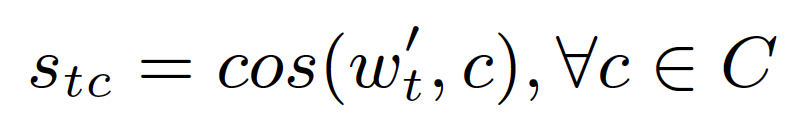 s_{tc} = cos(w'_t, c), ∀c ∈ C